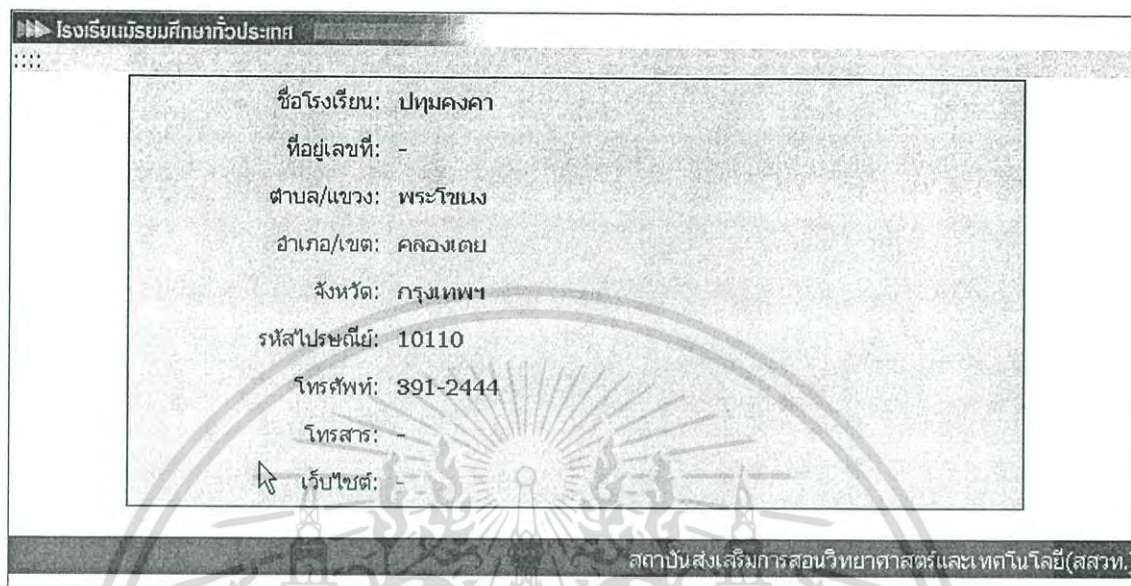 โรงเรียนมัธยมศึกษาทั่วประเทศ
::::
ชื่อโรงเรียน: ปทุมคงคา
ที่อยู่เลขที่: -
ตำบล/แขวง: พระโขนง
อำเภอ/เขต: คลองเตย
จังหวัด: กรุงเทพฯ
รหัสไปรษณีย์: 10110
โทรศัพท์: 391-2444
โทรสาร: -
เว็บไซต์: -
สถาบันส่งเสริมการสอนวิทยาศาสตร์และเทคโนโลยี(สสวท.)